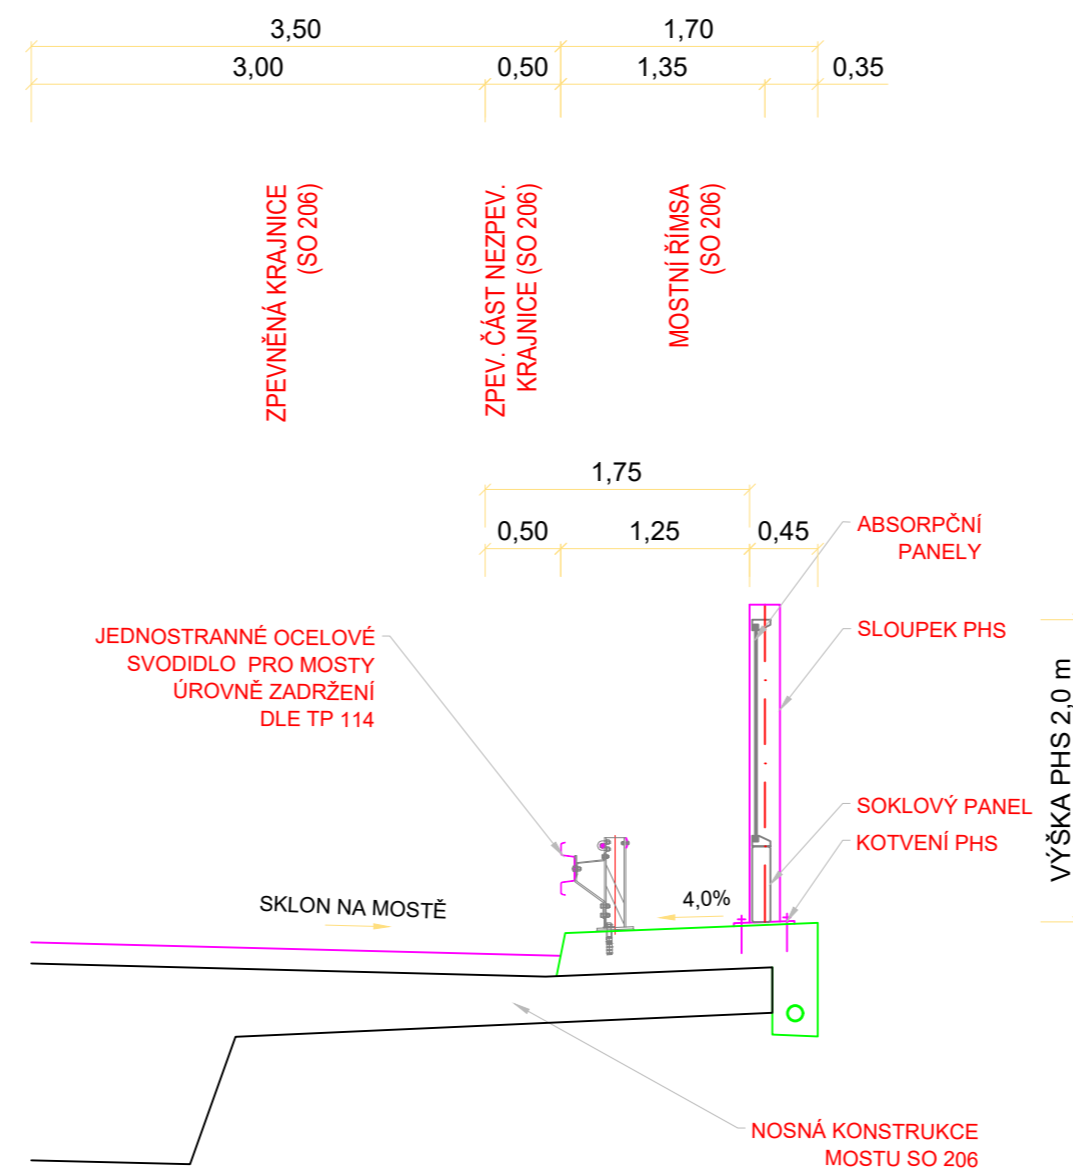 3,50
1,70
3,00
0,50
1,35
0,35
ZPEVNĚNÁ KRAJNICE
(SO 206)
ZPEV. ČÁST NEZPEV.
KRAJNICE (SO 206)
MOSTNÍ ŘÍMSA
(SO 206)
1,75
0,50
1,25
0,45
ABSORPČNÍ
PANELY
JEDNOSTRANNÉ OCELOVÉ
SVODIDLO PRO MOSTY
ÚROVNĚ ZADRŽENÍ
DLE TP 114
SLOUPEK PHS
VÝŠKA PHS 2,0 m
SOKLOVÝ PANEL
KOTVENÍ PHS
SKLON NA MOSTĚ
4,0%
NOSNÁ KONSTRUKCE
MOSTU SO 206